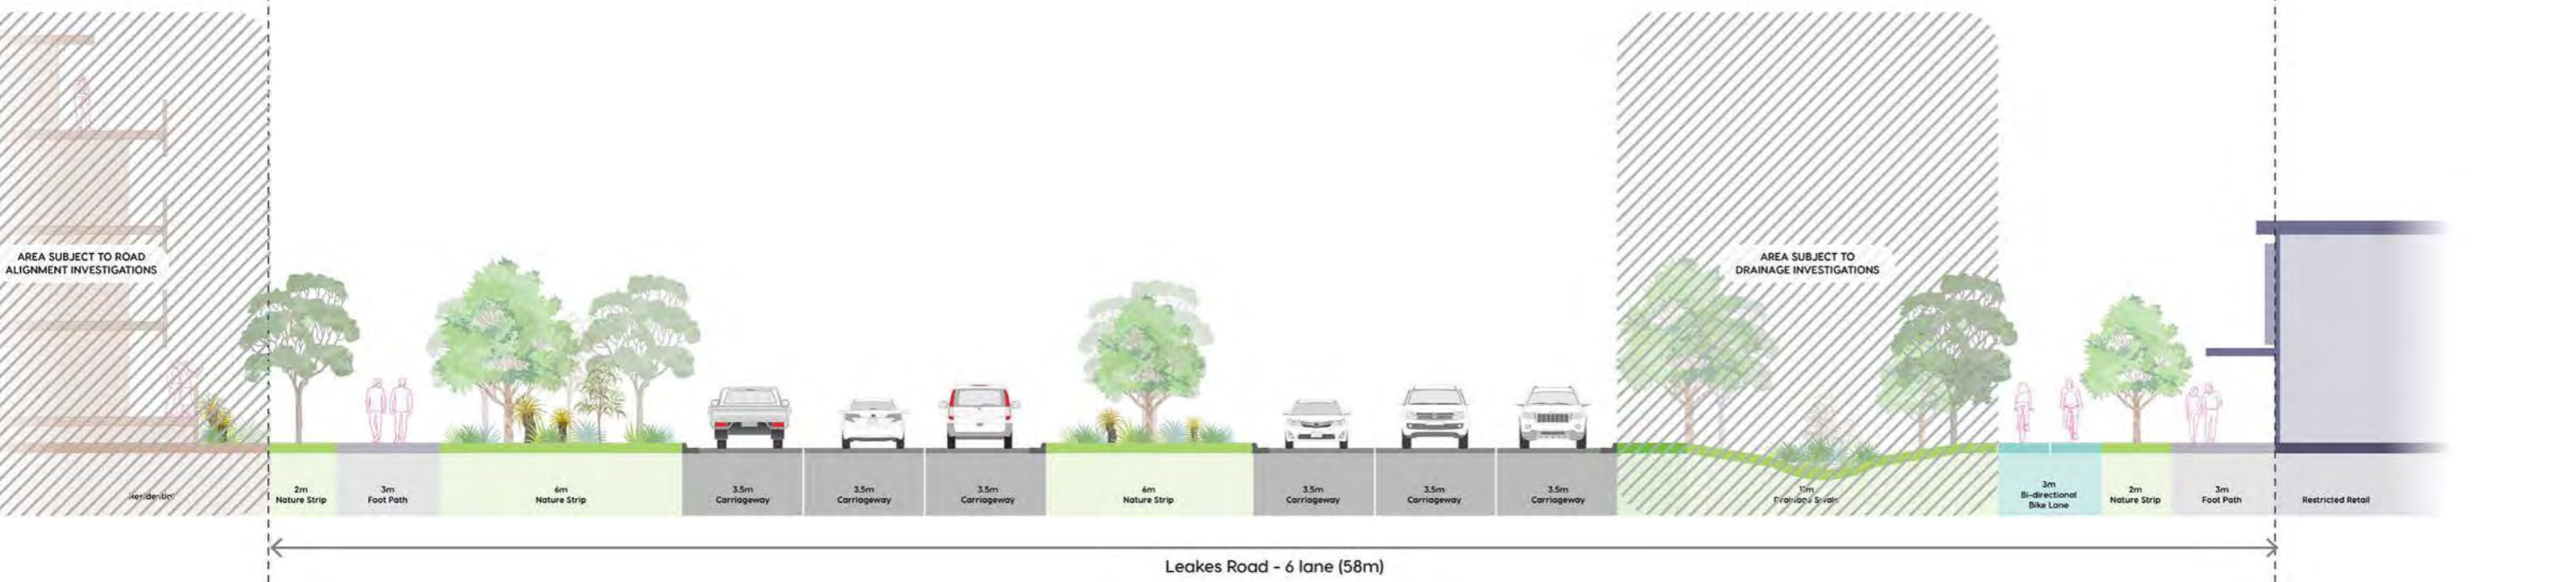 AREA SUBJECT TO ROAD
ALIGNMENT INVESTIGATIONS
AREA SUBJECT TO
DRAINAGE INVESTIGATIONS
Residential
2m
Nature Strip
3m
Foot Path
6m
Nature Strip
3.5m
Carriageway
3.5m
Carriageway
3.5m
Carriageway
6m
Nature Strip
3.5m
Carriageway
3.5m
Carriageway
3.5m
Carriageway
Drainage Swale
3m
Bi-directional
Bike Lane
2m
Nature Strip
3m
Foot Path
Restricted Retail
Leakes Road - 6 lane (58m)